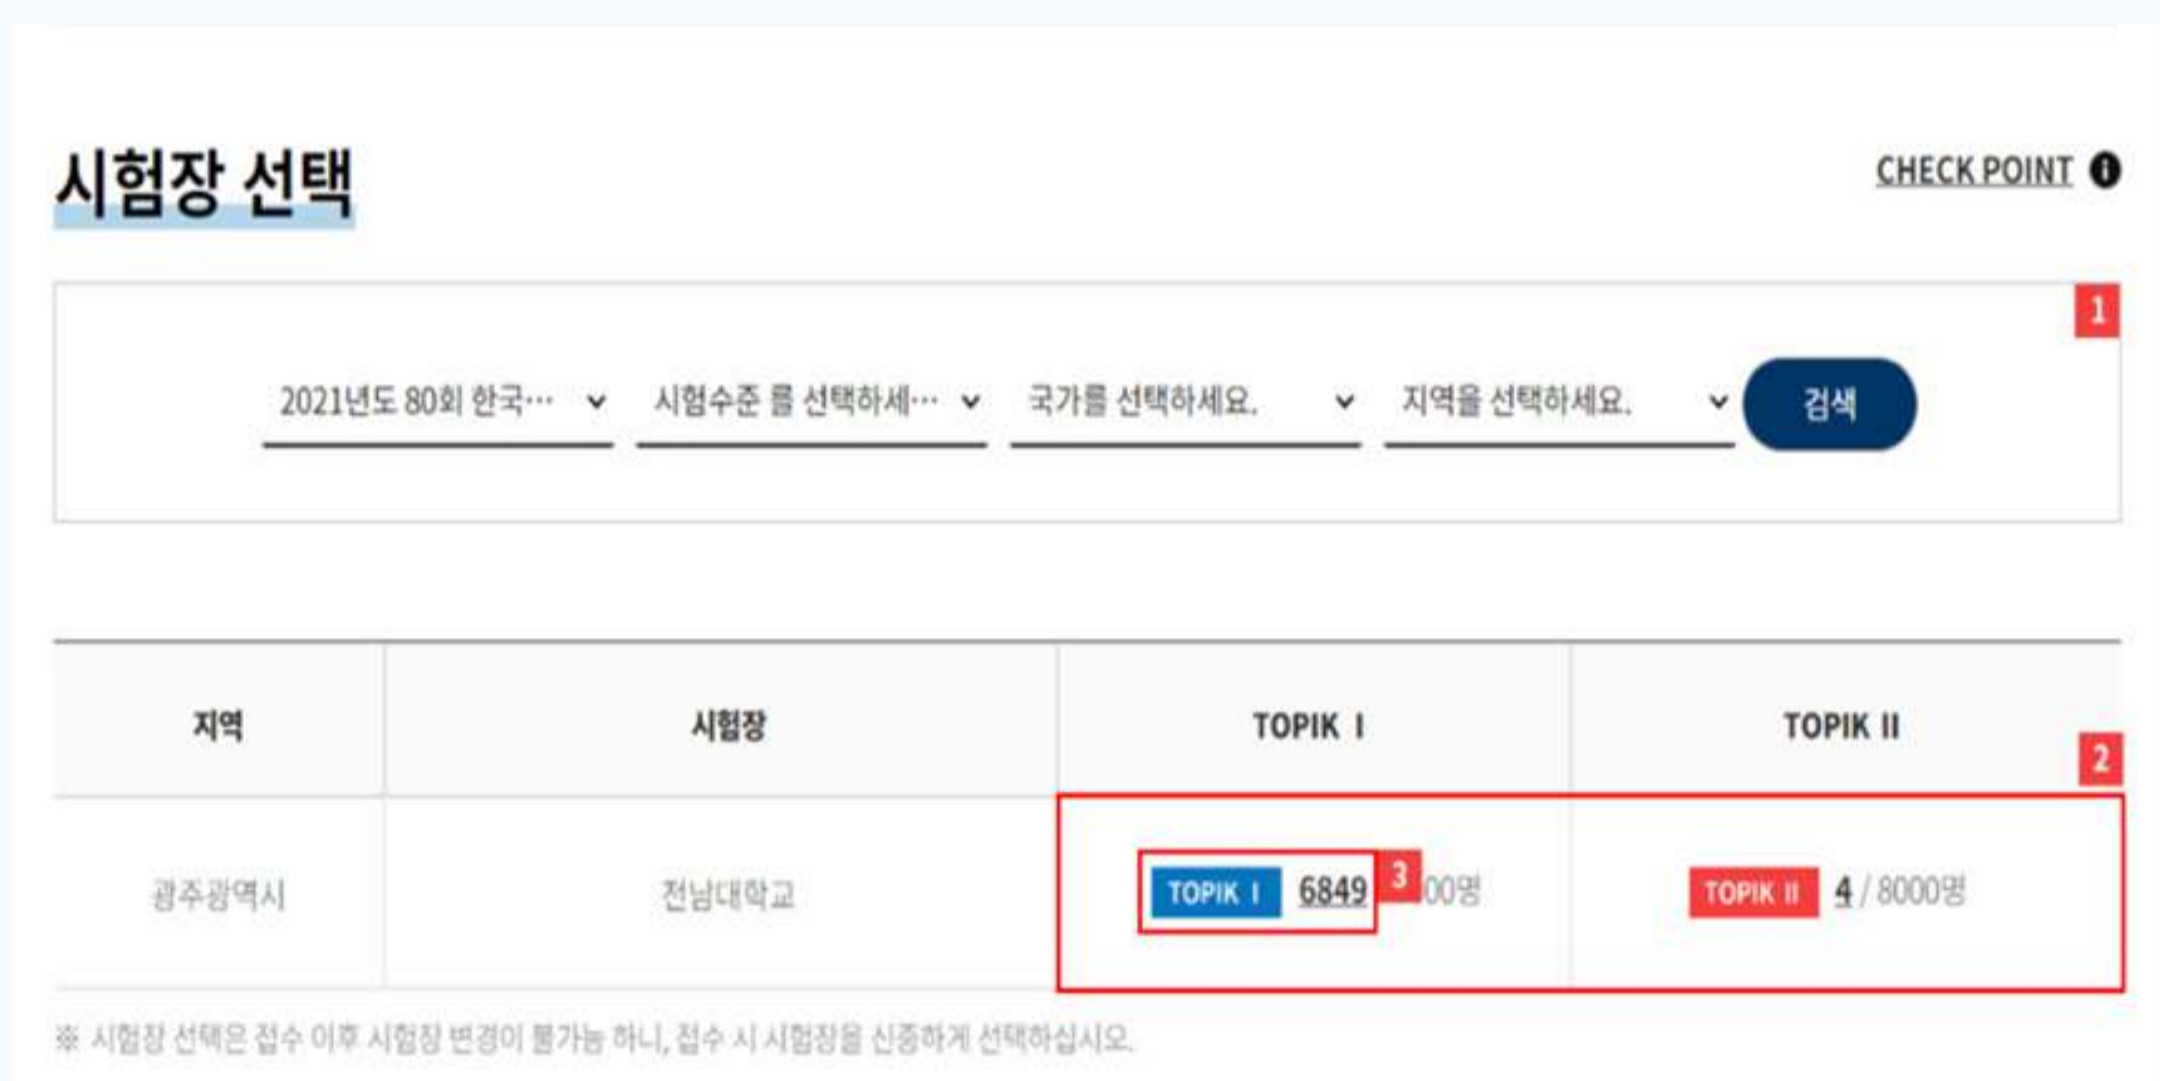 시험장 선택
CHECK POINT
1
2021년도 80회 한국… 시험수준 를 선택하세… 국가를 선택하세요. 지역을 선택하세요. 검색
지역 시험장 TOPIK I TOPIK II
2
광주광역시 전남대학교 TOPIK I 6849 3 00명 TOPIK II 4 / 8000명
※ 시험장 선택은 접수 이후 시험장 변경이 불가능 하니, 접수 시 시험장을 신중하게 선택하십시오.